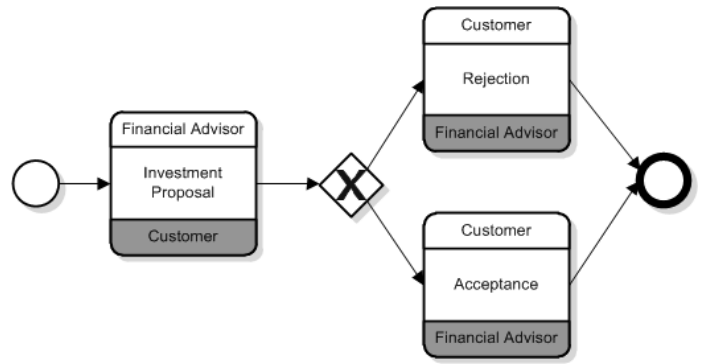 Financial Advisor
Investment
Proposal
Customer
X
Customer
Rejection
Financial Advisor
Customer
Acceptance
Financial Advisor